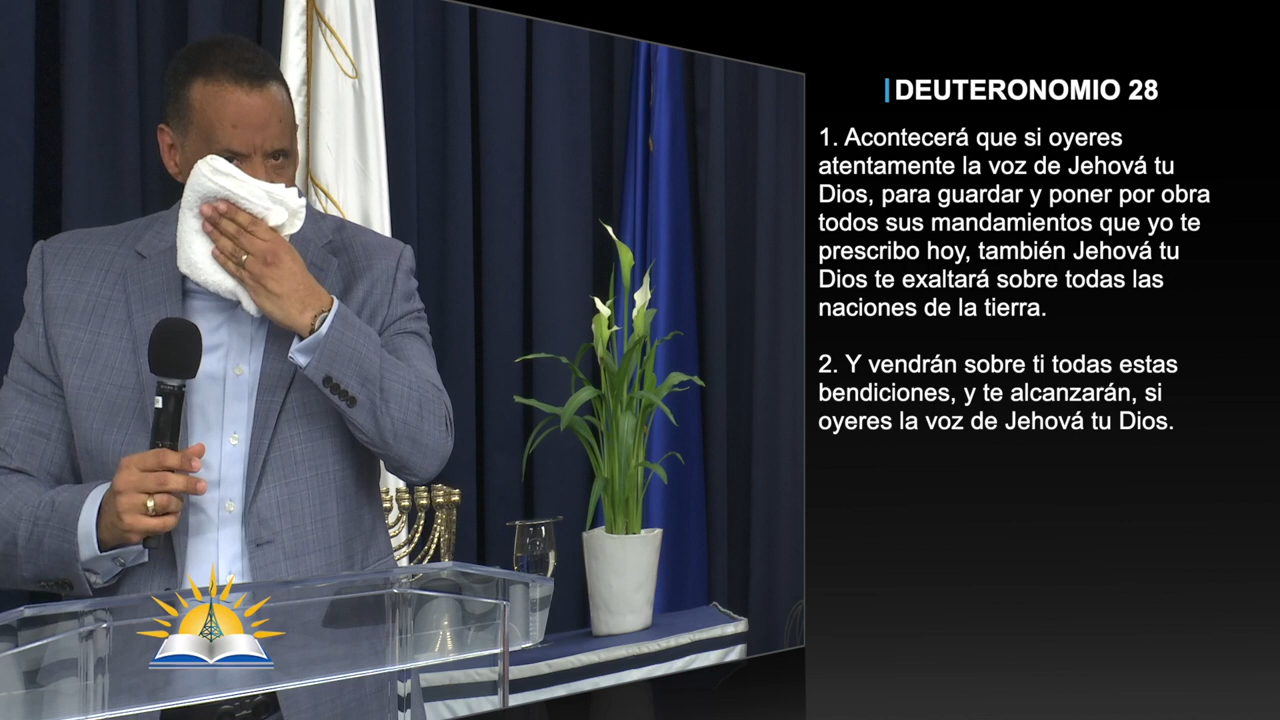 DEUTERONOMIO 28
1. Acontecerá que si oyeres
atentamente la voz de Jehová tu
Dios, para guardar y poner por obra
todos sus mandamientos que yo te
prescribo hoy, también Jehová tu
Dios te exaltará sobre todas las
naciones de la tierra.
2. Y vendrán sobre ti todas estas
bendiciones, y te alcanzarán, si
oyeres la voz de Jehová tu Dios.